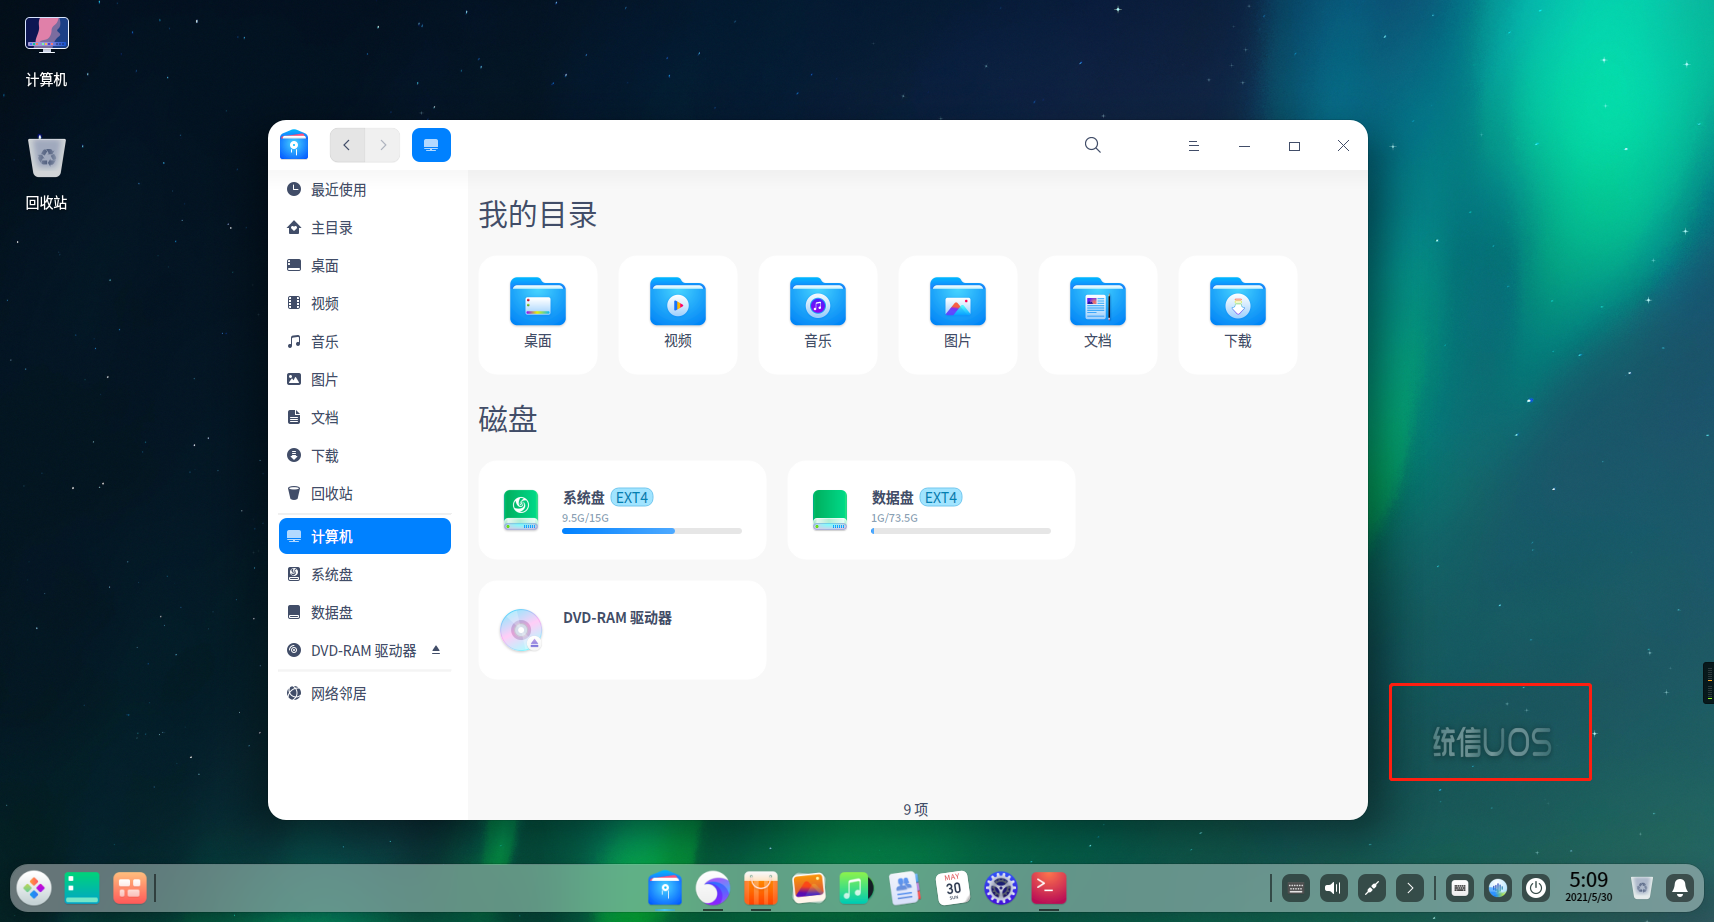 计算机
回收站
最近使用
主目录
桌面
视频
音乐
图片
文档
下载
回收站
计算机
系统盘
数据盘
DVD-RAM 驱动器
网络邻居
我的目录
桌面
视频
音乐
图片
文档
下载
磁盘
系统盘 EXT4
9.5G/15G
数据盘 EXT4
1G/73.5G
DVD-RAM 驱动器
9 项
统信UOS
MAY
30
SUN
5:09
2021/5/30